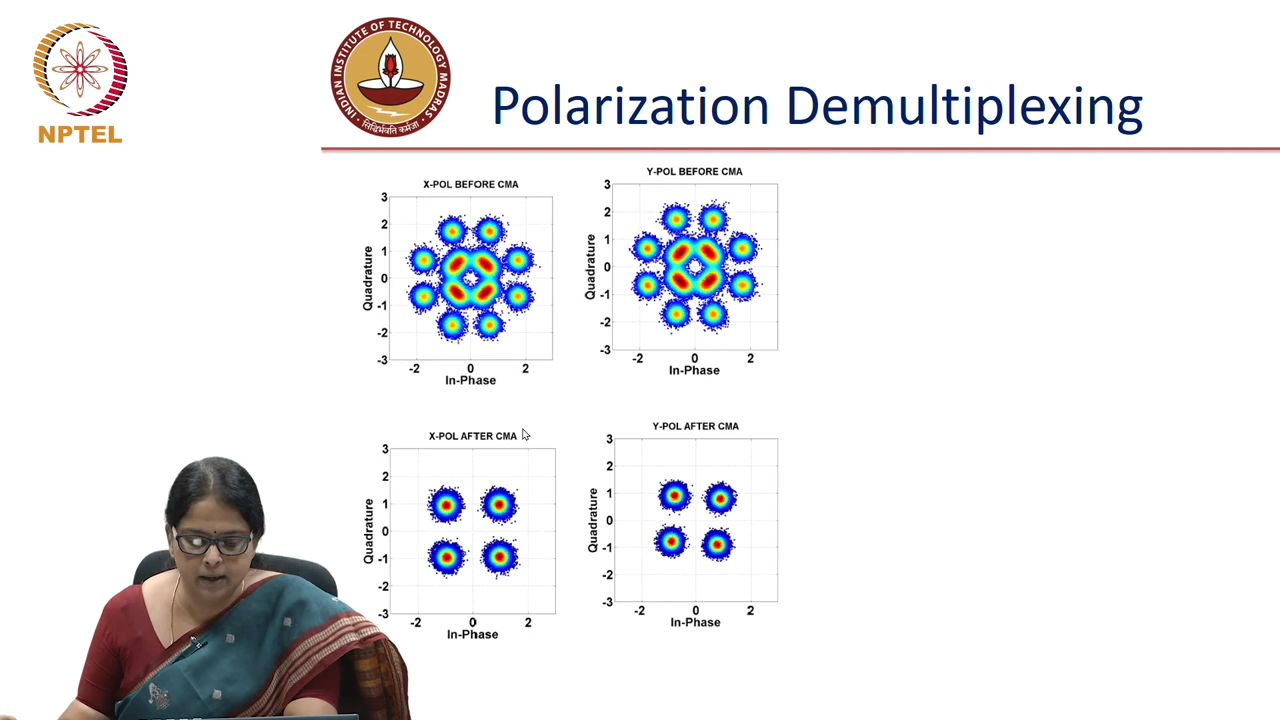 NPTEL
INDIAN INSTITUTE OF TECHNOLOGY MADRAS
सिद्धिर्भवति कर्मजा
Polarization Demultiplexing
X-POL BEFORE CMA
3
2
1
0
-1
-2
-3
Quadrature
-2 0 2
In-Phase
Y-POL BEFORE CMA
3
2
1
0
-1
-2
-3
Quadrature
-2 0 2
In-Phase
X-POL AFTER CMA
3
2
1
0
-1
-2
-3
Quadrature
-2 0 2
In-Phase
Y-POL AFTER CMA
3
2
1
0
-1
-2
-3
Quadrature
-2 0 2
In-Phase